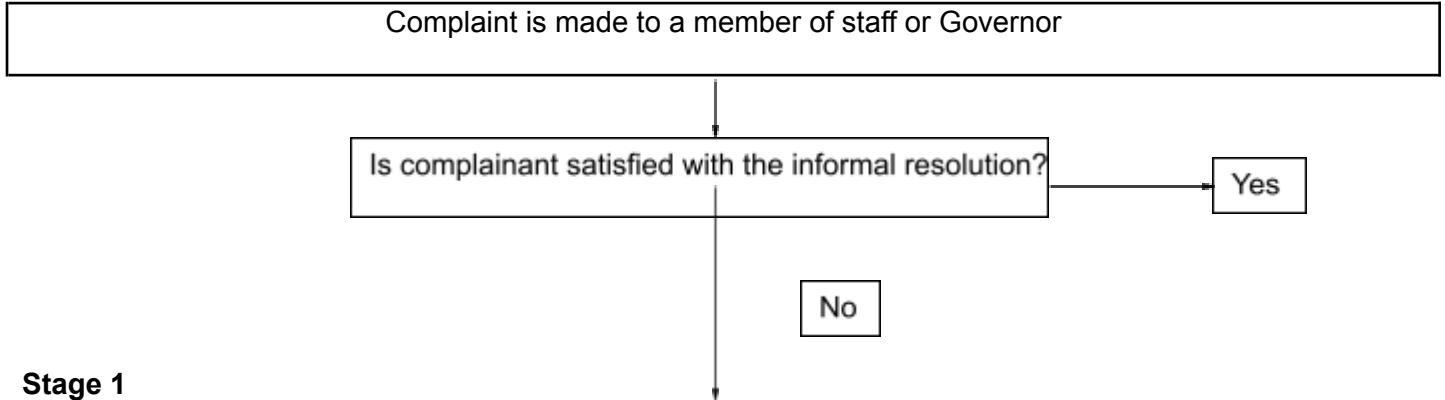 Complaint is made to a member of staff or Governor
Is complainant satisfied with the informal resolution?
Yes
No
Stage 1